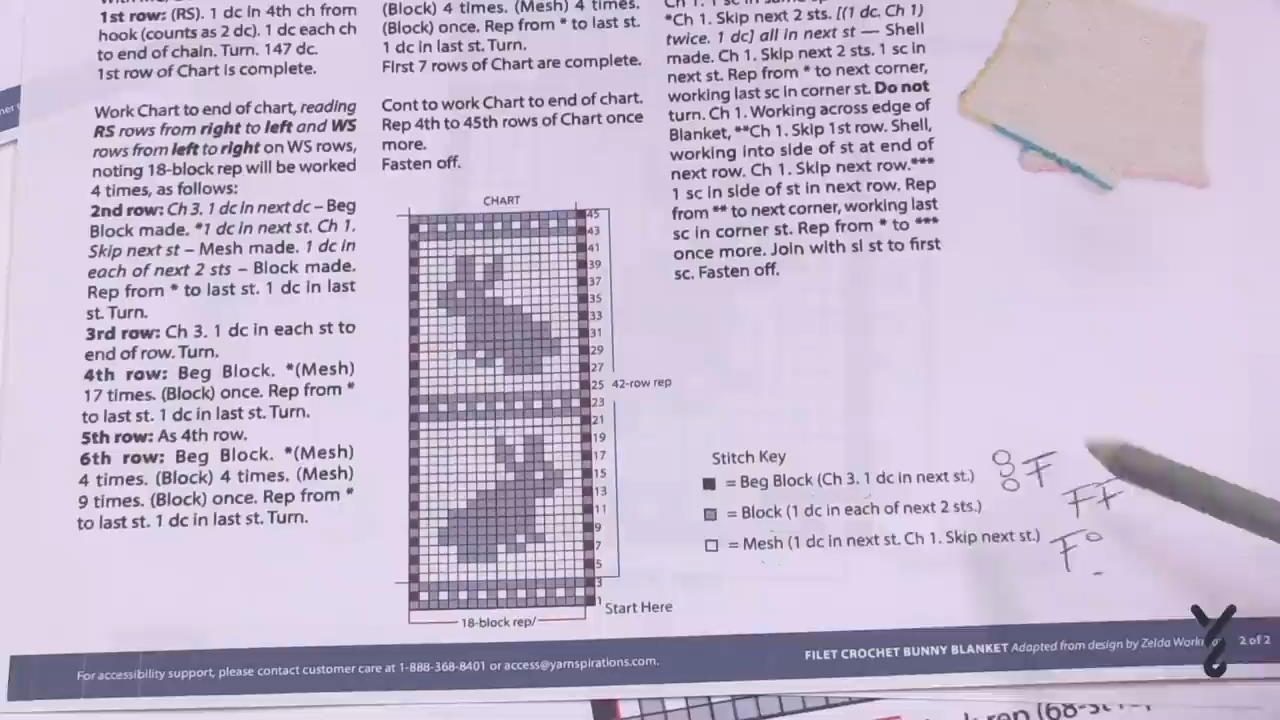 1st row: (RS). 1 dc in 4th ch from
hook (counts as 2 dc). 1 dc each ch
to end of chain. Turn. 147 dc.
1st row of Chart is complete.
Work Chart to end of chart, reading
RS rows from right to left and WS
rows from left to right on WS rows,
noting 18-block rep will be worked
4 times, as follows:
2nd row: Ch 3. 1 dc in next dc – Beg
Block made. *1 dc in next st. Ch 1.
Skip next st – Mesh made. 1 dc in
each of next 2 sts – Block made.
Rep from * to last st. 1 dc in last
st. Turn.
3rd row: Ch 3. 1 dc in each st to
end of row. Turn.
4th row: Beg Block. *(Mesh)
17 times. (Block) once. Rep from *
to last st. 1 dc in last st. Turn.
5th row: As 4th row.
6th row: Beg Block. *(Mesh)
4 times. (Block) 4 times. (Mesh)
9 times. (Block) once. Rep from *
to last st. 1 dc in last st. Turn.
(Block) 4 times. (Mesh) 4 times.
(Block) once. Rep from * to last st.
1 dc in last st. Turn.
First 7 rows of Chart are complete.
Cont to work Chart to end of chart.
Rep 4th to 45th rows of Chart once
more.
Fasten off.
*Ch 1. Skip next 2 sts. [(1 dc. Ch 1)
twice. 1 dc] all in next st — Shell
made. Ch 1. Skip next 2 sts. 1 sc in
next st. Rep from * to next corner,
working last sc in corner st. Do not
turn. Ch 1. Working across edge of
Blanket, **Ch 1. Skip 1st row. Shell,
working into side of st at end of
next row. Ch 1. Skip next row.***
1 sc in side of st in next row. Rep
from ** to next corner, working last
sc in corner st. Rep from * to ***
once more. Join with sl st to first
sc. Fasten off.
CHART
45
43
41
39
37
35
33
31
29
27
25 42-row rep
23
21
19
17
15
13
11
9
7
5
3
1 Start Here
18-block rep/
Stitch Key
= Beg Block (Ch 3. 1 dc in next st.)
= Block (1 dc in each of next 2 sts.)
= Mesh (1 dc in next st. Ch 1. Skip next st.)
For accessibility support, please contact customer care at 1-888-368-8401 or access@yarnspirations.com.
FILET CROCHET BUNNY BLANKET Adapted from design by Zelda 2 of 2